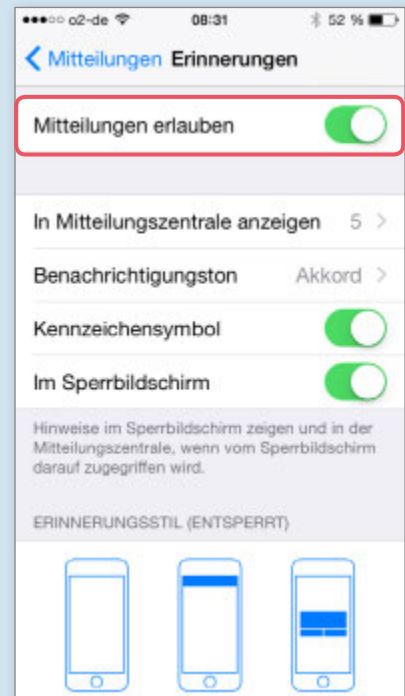 o2-de 08:31 52 %
Mitteilungen Erinnerungen
Mitteilungen erlauben
In Mitteilungszentrale anzeigen 5 >
Benachrichtigungston Akkord >
Kennzeichensymbol
Im Sperrbildschirm
Hinweise im Sperrbildschirm zeigen und in der
Mitteilungszentrale, wenn vom Sperrbildschirm
darauf zugegriffen wird.
ERINNERUNGSSTIL (ENTSPERRT)